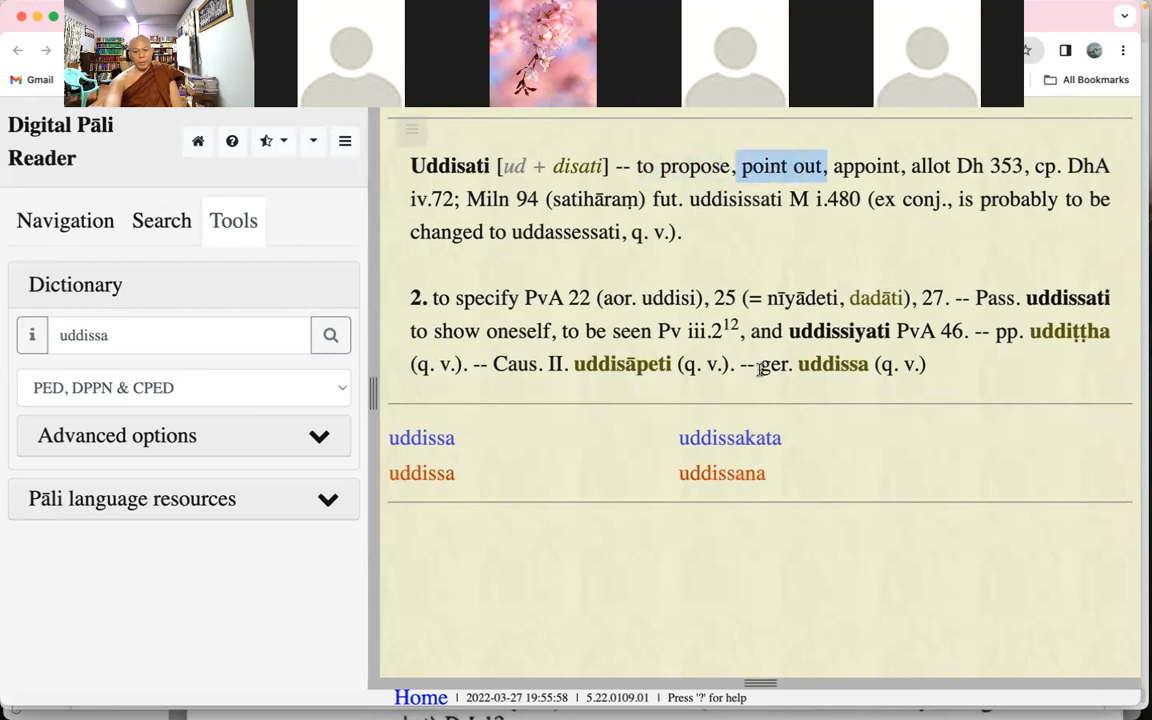 Gmail
All Bookmarks
Digital Pāli
Reader
Navigation
Search
Tools
Dictionary
uddissa
PED, DPPN & CPED
Advanced options
Pāli language resources
Uddisati [ud + disati] -- to propose, point out, appoint, allot Dh 353, cp. DhA
iv.72; Miln 94 (satihāraṃ) fut. uddisissati M i.480 (ex conj., is probably to be
changed to uddassessati, q. v.).
2. to specify PvA 22 (aor. uddisi), 25 (= nīyādeti, dadāti), 27. -- Pass. uddissati
to show oneself, to be seen Pv iii.2¹², and uddissiyati PvA 46. -- pp. uddiṭṭha
(q. v.). -- Caus. II. uddisāpeti (q. v.). -- ger. uddissa (q. v.)
uddissa
uddissakata
uddissa
uddissana
Home | 2022-03-27 19:55:58 | 5.22.0109.01 | Press '?' for help